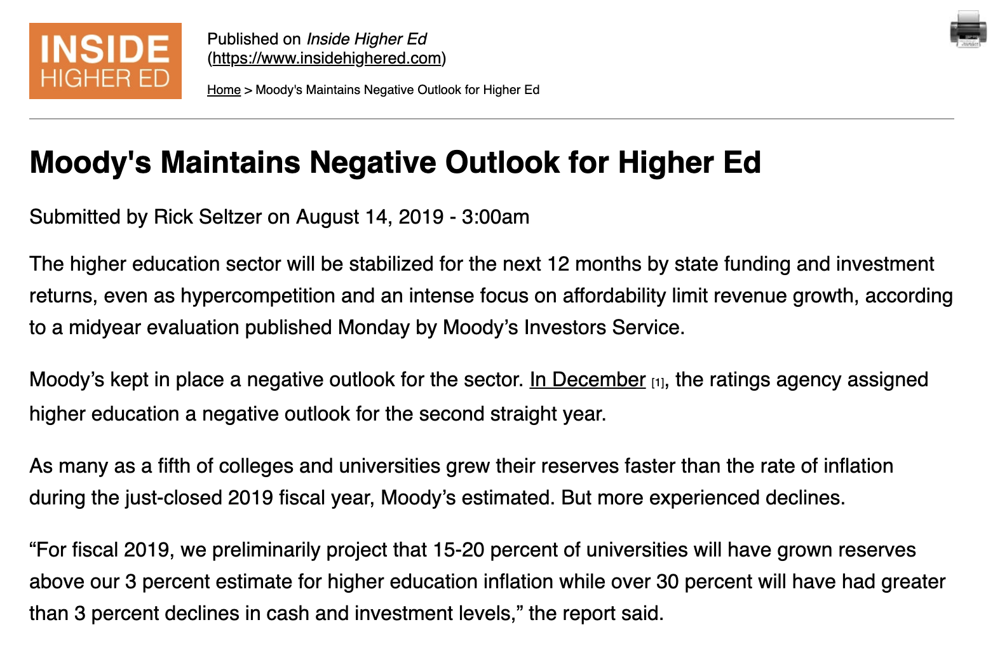 INSIDE
HIGHER ED
Published on Inside Higher Ed
(https://www.insidehighered.com)
Home > Moody's Maintains Negative Outlook for Higher Ed
Moody's Maintains Negative Outlook for Higher Ed
Submitted by Rick Seltzer on August 14, 2019 - 3:00am
The higher education sector will be stabilized for the next 12 months by state funding and investment
returns, even as hypercompetition and an intense focus on affordability limit revenue growth, according
to a midyear evaluation published Monday by Moody’s Investors Service.
Moody’s kept in place a negative outlook for the sector. In December [1], the ratings agency assigned
higher education a negative outlook for the second straight year.
As many as a fifth of colleges and universities grew their reserves faster than the rate of inflation
during the just-closed 2019 fiscal year, Moody’s estimated. But more experienced declines.
“For fiscal 2019, we preliminarily project that 15-20 percent of universities will have grown reserves
above our 3 percent estimate for higher education inflation while over 30 percent will have had greater
than 3 percent declines in cash and investment levels,” the report said.